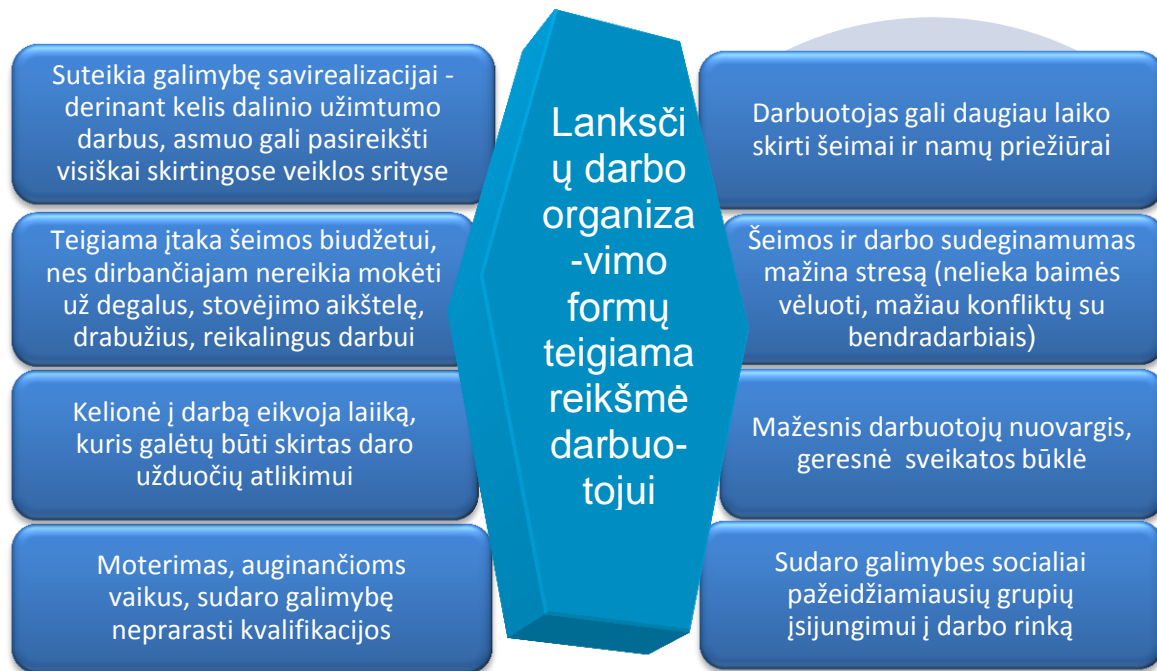 Suteikia galimybę savirealizacijai -
derinant kelis dalinio užimtumo
darbus, asmuo gali pasireikšti
visiškai skirtingose veiklos srityse
Teigiama įtaka šeimos biudžetui,
nes dirbančiajam nereikia mokėti
už degalus, stovėjimo aikštelę,
drabužius, reikalingus darbui
Kelionė į darbą eikvoja laiiką,
kuris galėtų būti skirtas daro
užduočių atlikimui
Moterimas, auginančioms
vaikus, sudaro galimybę
neprarasti kvalifikacijos
Lanksči
ų darbo
organiza
-vimo
formų
teigiama
reikšmė
darbuo-
tojui
Darbuotojas gali daugiau laiko
skirti šeimai ir namų priežiūrai
Šeimos ir darbo sudeginamumas
mažina stresą (nelieka baimės
vėluoti, mažiau konfliktų su
bendradarbiais)
Mažesnis darbuotojų nuovargis,
geresnė  sveikatos būklė
Sudaro galimybes socialiai
pažeidžiamiausių grupių
įsijungimui į darbo rinką